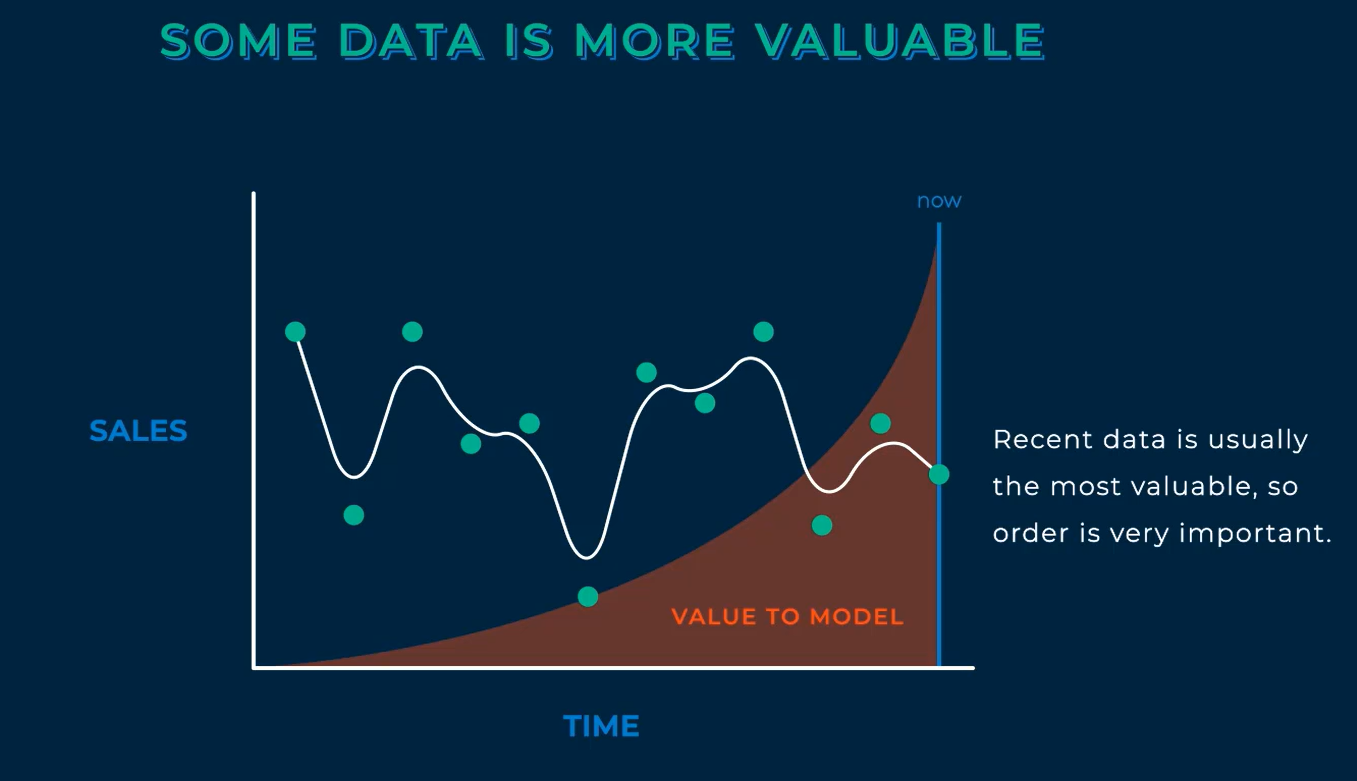 SOME DATA IS MORE VALUABLE
now
SALES
Recent data is usually
the most valuable, so
order is very important.
VALUE TO MODEL
TIME